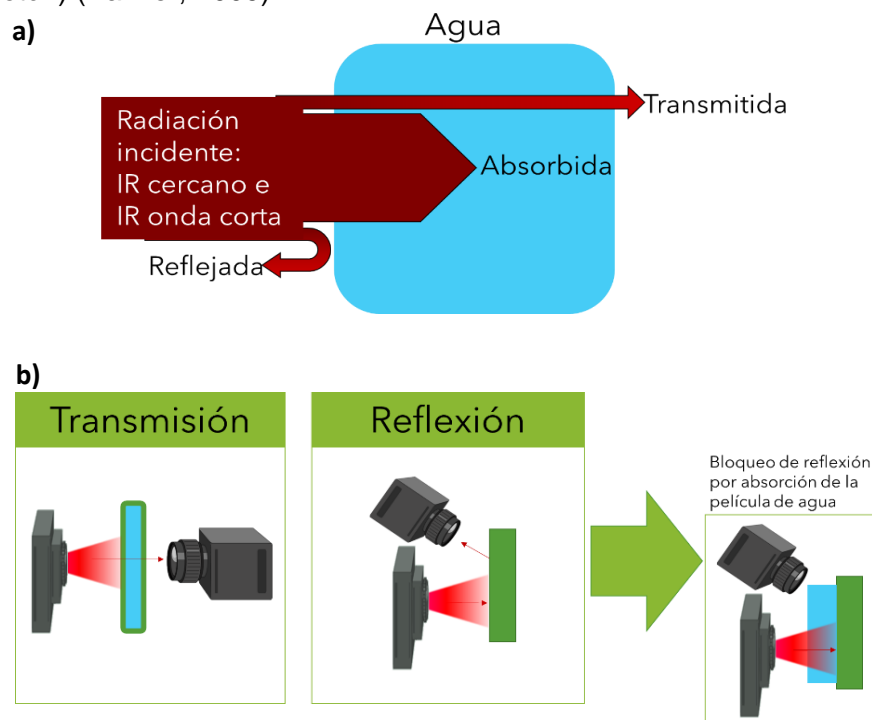 a)
Agua
Radiación
incidente:
IR cercano e
IR onda corta
Transmitida
Absorbida
Reflejada
b)
Transmisión
Reflexión
Bloqueo de reflexión
por absorción de la
película de agua